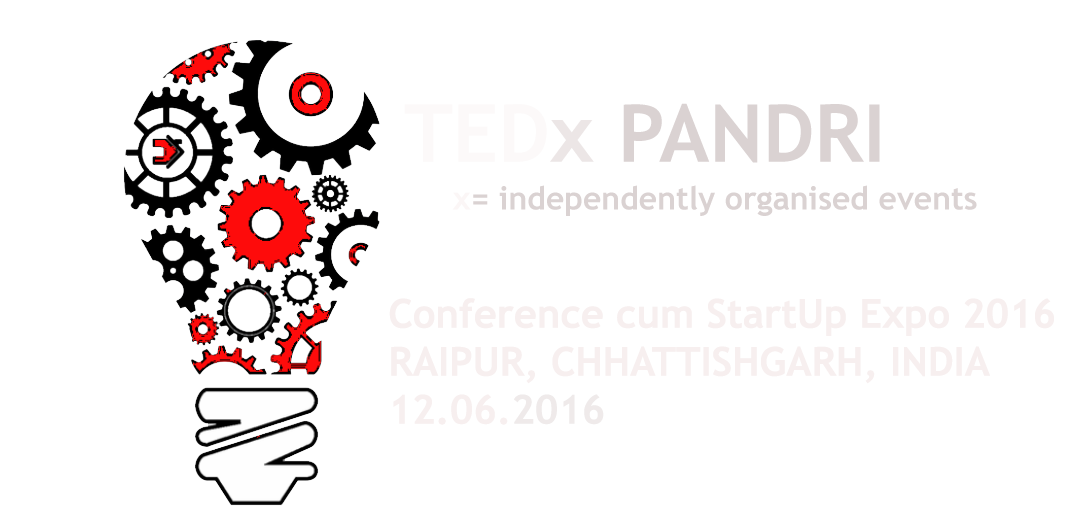 TEDx PANDRI
x= independently organised events
Conference cum StartUp Expo 2016
RAIPUR, CHHATTISHGARH, INDIA
12.06.2016